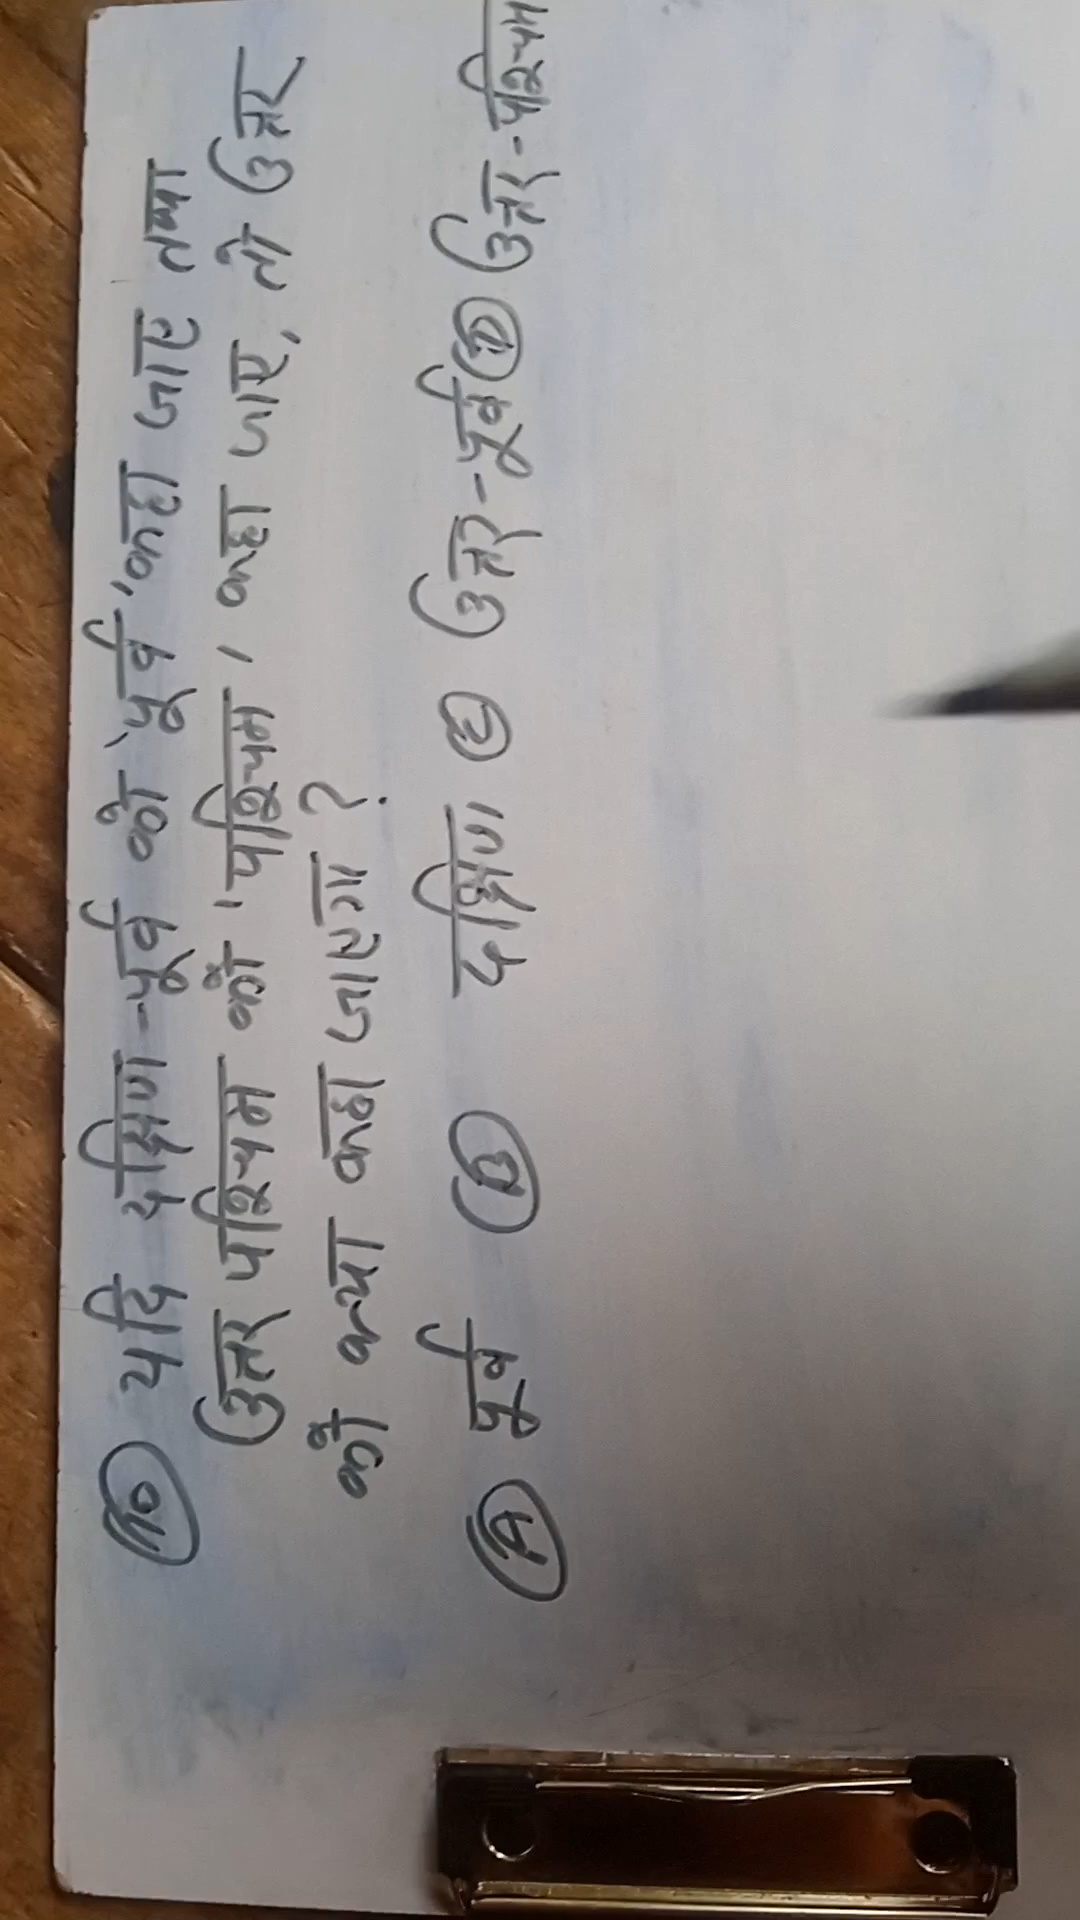 (10) यदि दक्षिण-पूर्व को 'पूर्व' कहा जाए तथा
उत्तर पश्चिम को 'पश्चिम' कहा जाए, तो उत्तर
को क्या कहा जाएगा ?
(A) पूर्व (B) दक्षिण (C) उत्तर-पूर्व (D) उत्तर-पश्चिम